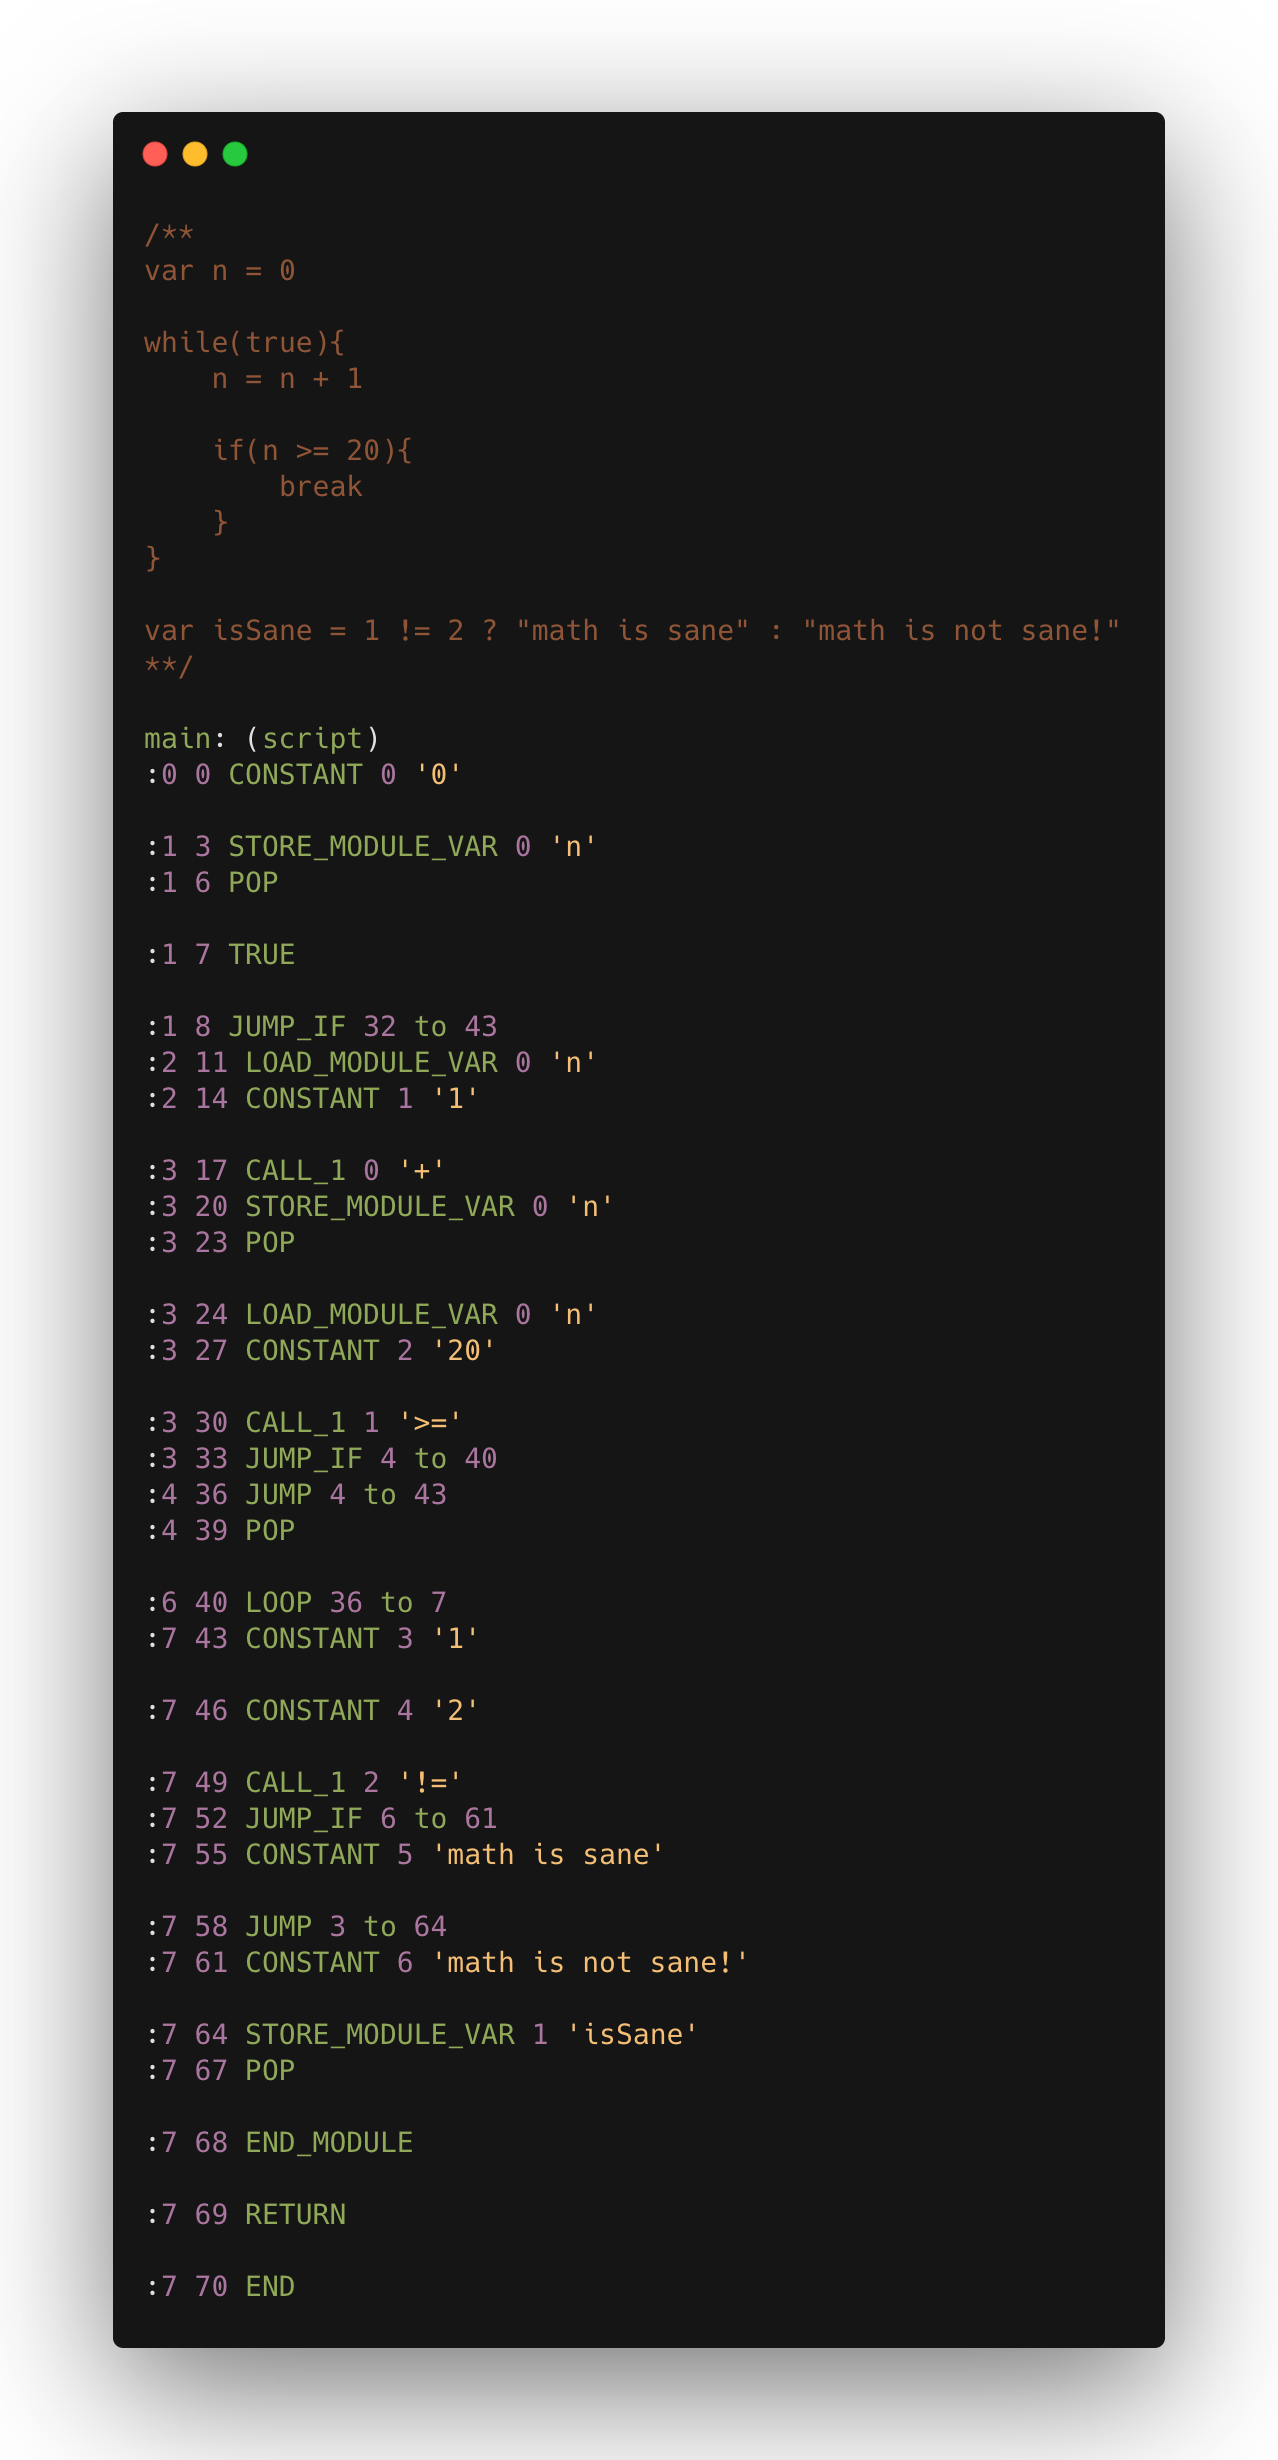 /**
var n = 0

while(true){
    n = n + 1

    if(n >= 20){
        break
    }
}

var isSane = 1 != 2 ? "math is sane" : "math is not sane!"
**/

main: (script)
:0 0 CONSTANT 0 '0'

:1 3 STORE_MODULE_VAR 0 'n'
:1 6 POP

:1 7 TRUE

:1 8 JUMP_IF 32 to 43
:2 11 LOAD_MODULE_VAR 0 'n'
:2 14 CONSTANT 1 '1'

:3 17 CALL_1 0 '+'
:3 20 STORE_MODULE_VAR 0 'n'
:3 23 POP

:3 24 LOAD_MODULE_VAR 0 'n'
:3 27 CONSTANT 2 '20'

:3 30 CALL_1 1 '>='
:3 33 JUMP_IF 4 to 40
:4 36 JUMP 4 to 43
:4 39 POP

:6 40 LOOP 36 to 7
:7 43 CONSTANT 3 '1'

:7 46 CONSTANT 4 '2'

:7 49 CALL_1 2 '!='
:7 52 JUMP_IF 6 to 61
:7 55 CONSTANT 5 'math is sane'

:7 58 JUMP 3 to 64
:7 61 CONSTANT 6 'math is not sane!'

:7 64 STORE_MODULE_VAR 1 'isSane'
:7 67 POP

:7 68 END_MODULE

:7 69 RETURN

:7 70 END